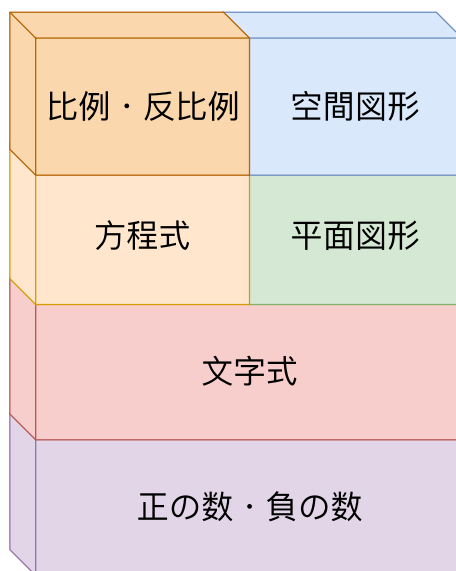 比例・反比例
空間図形
方程式
平面図形
文字式
正の数・負の数